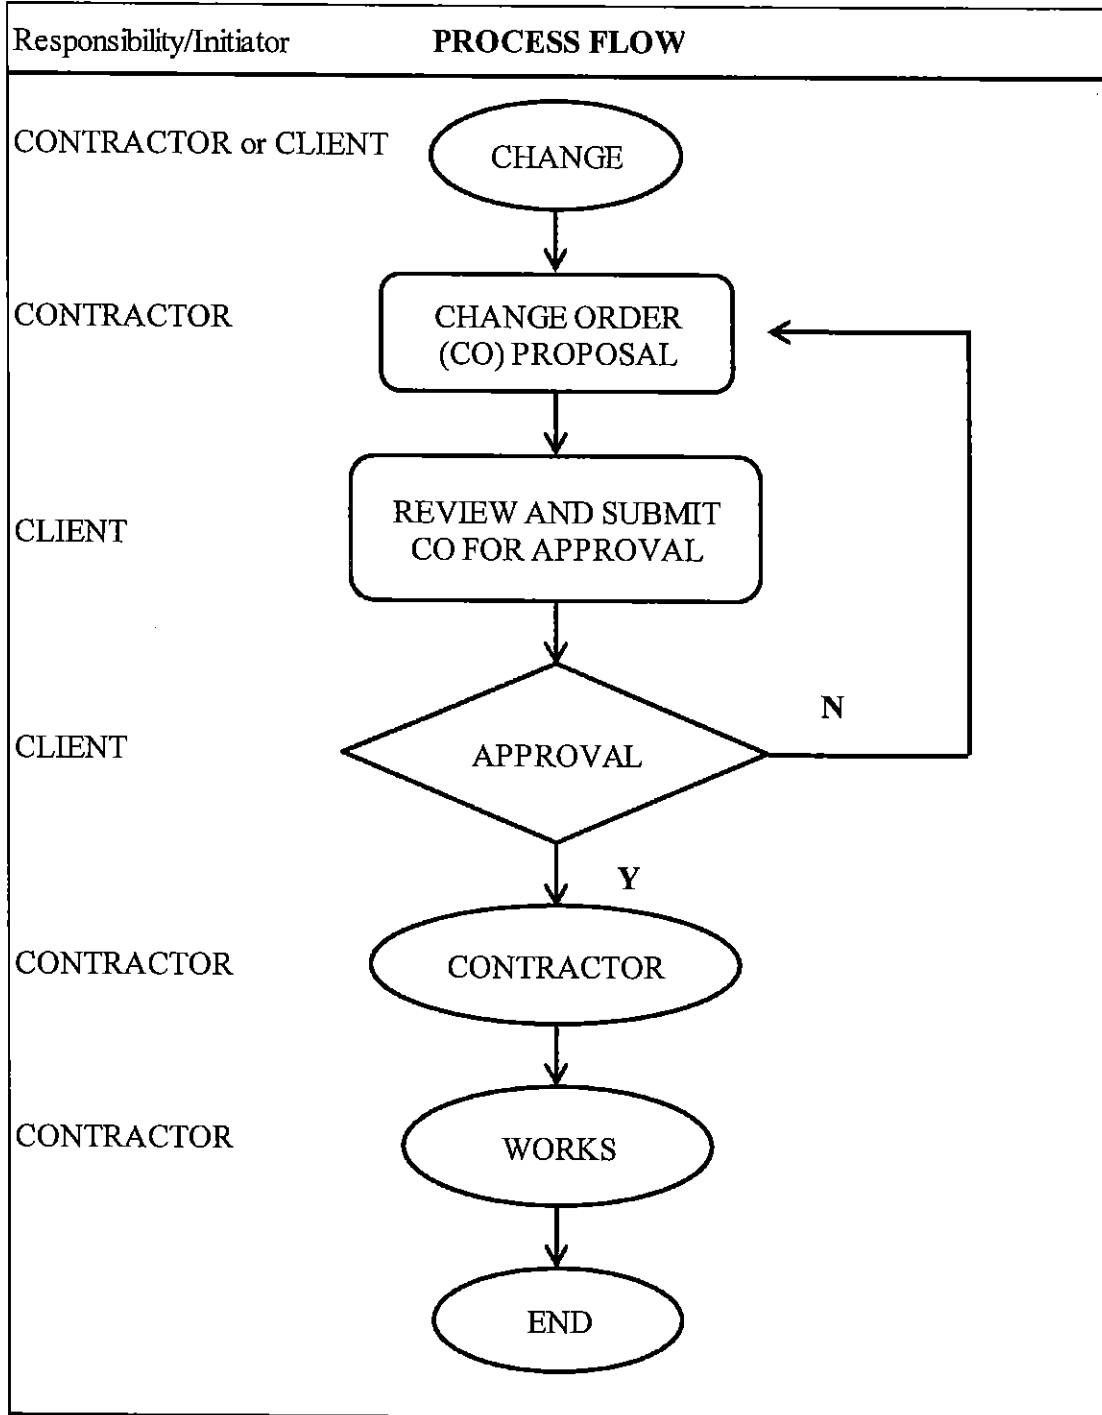 Responsibility/Initiator PROCESS FLOW
CONTRACTOR or CLIENT CHANGE
CONTRACTOR CHANGE ORDER
(CO) PROPOSAL
REVIEW AND SUBMIT
CLIENT CO FOR APPROVAL
N
CLIENT APPROVAL
Y
CONTRACTOR CONTRACTOR
CONTRACTOR WORKS
END